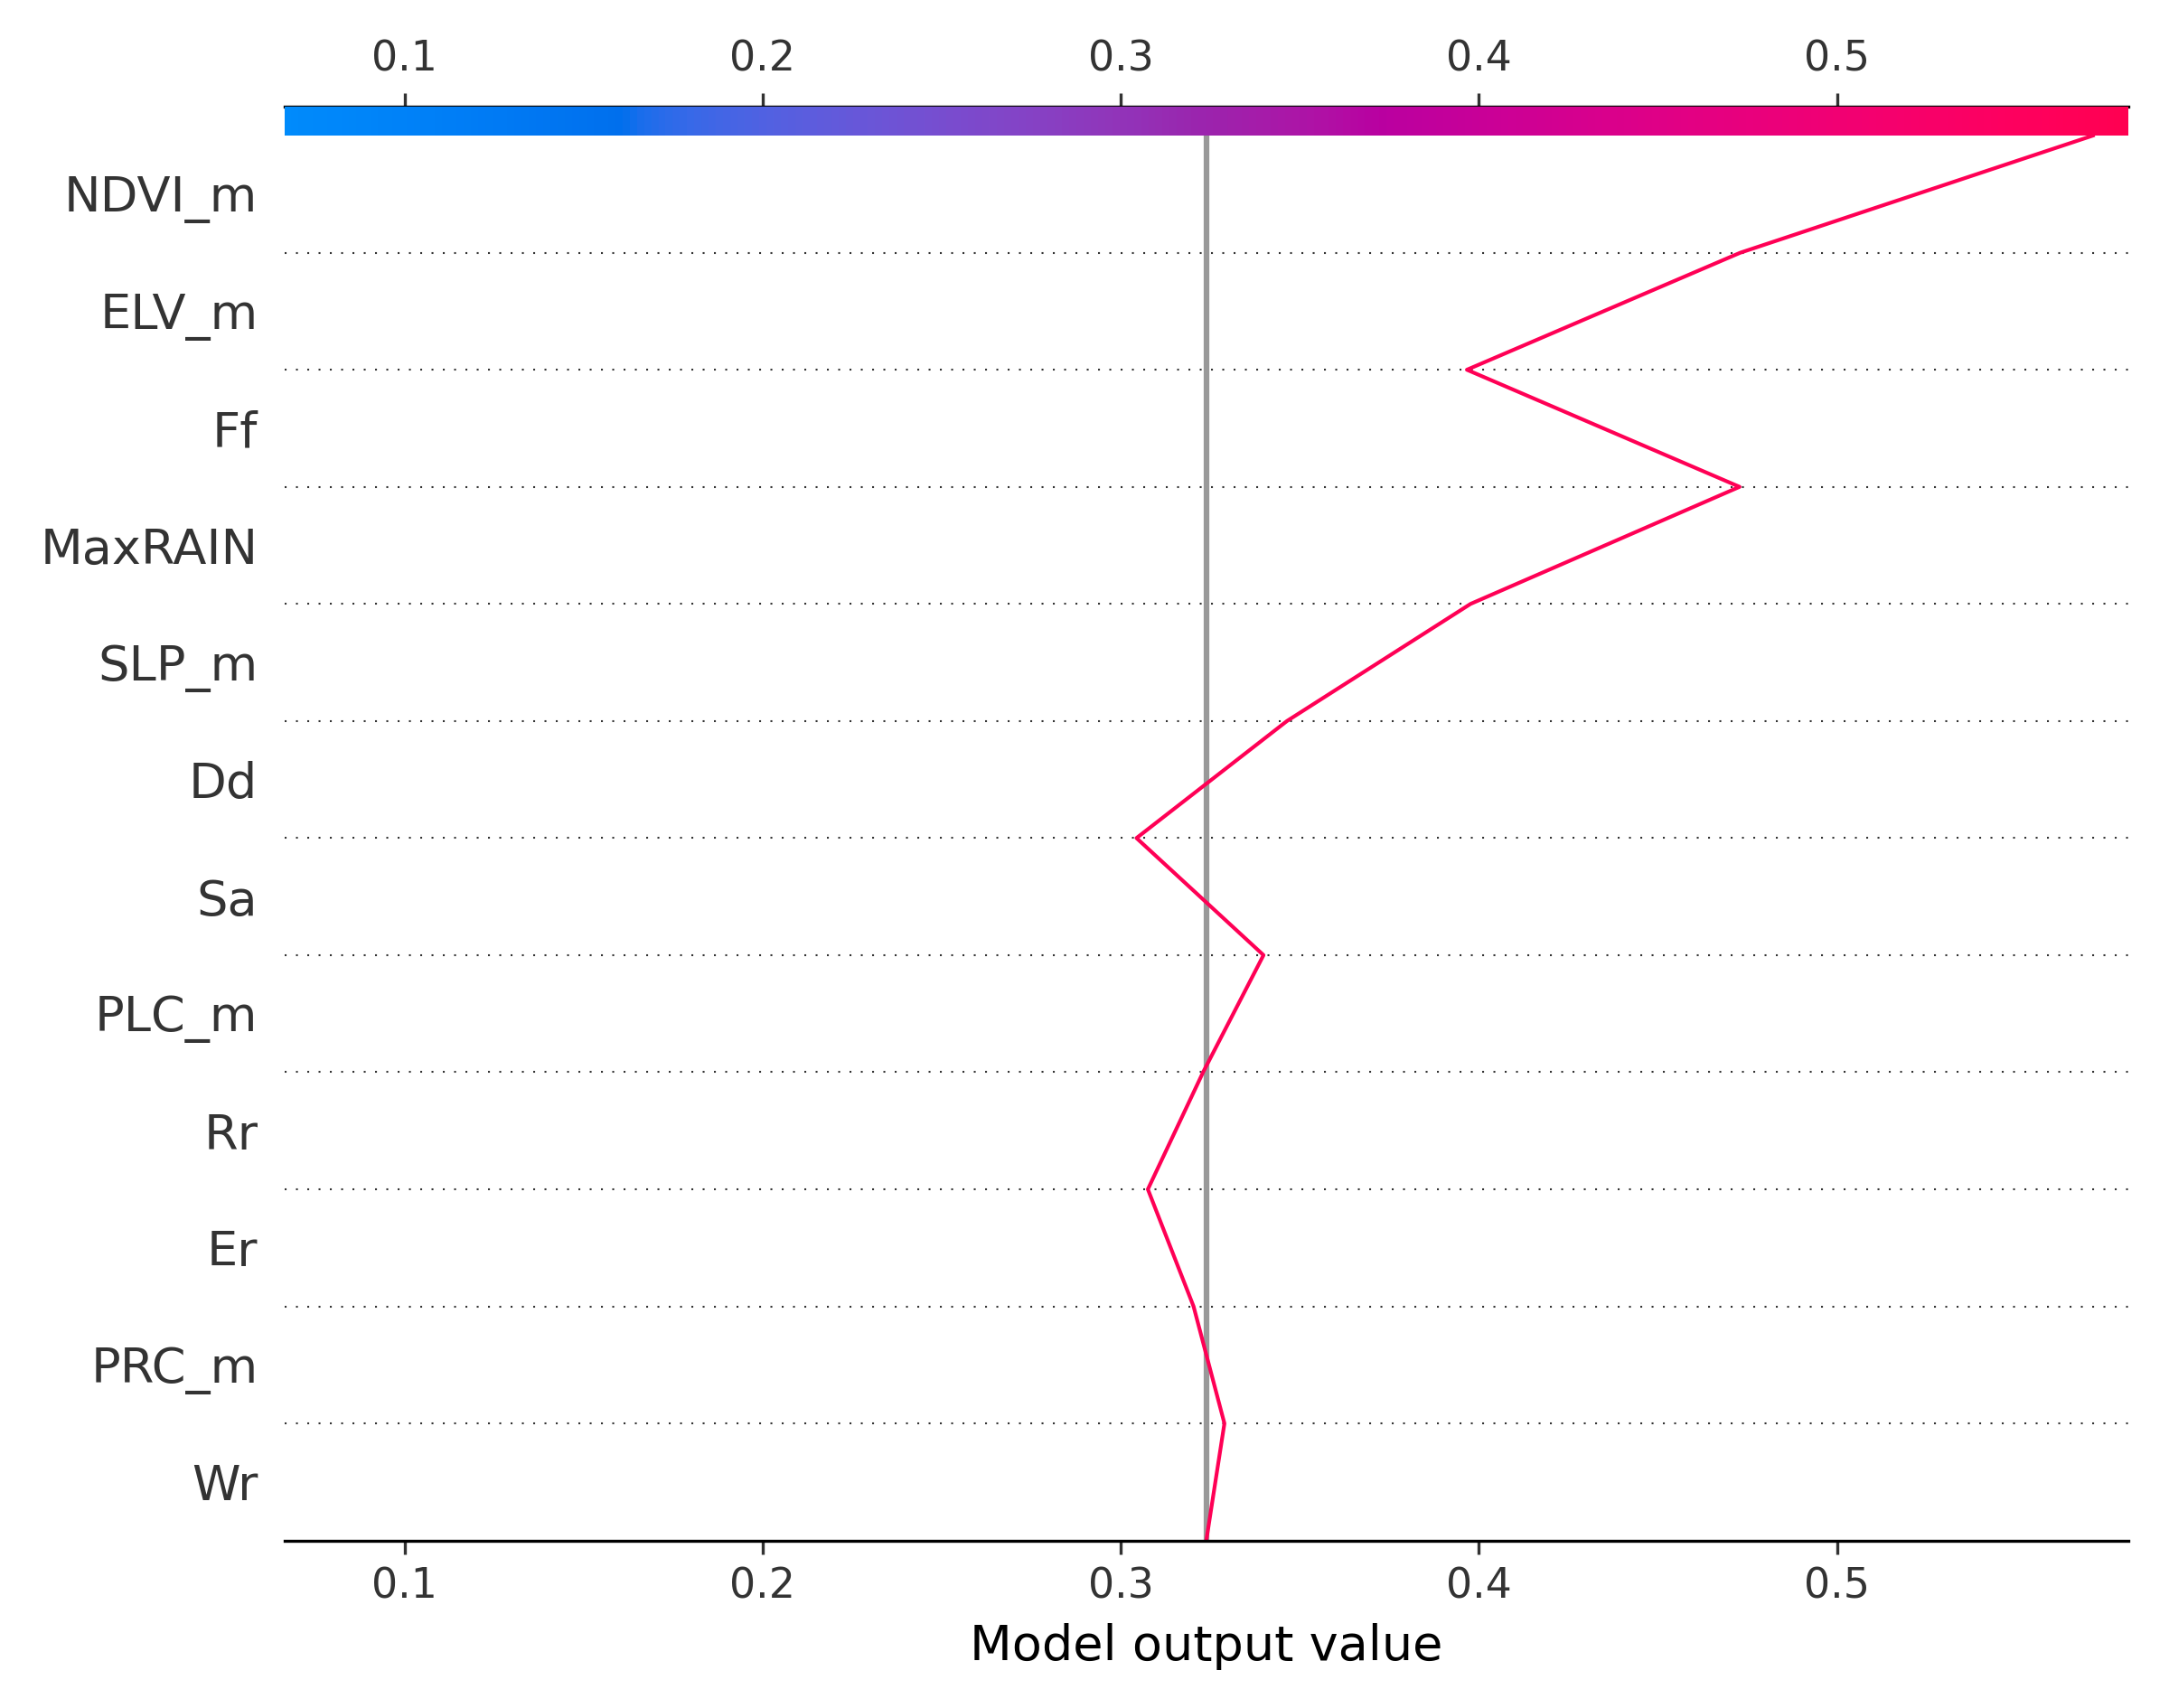 0.1 0.2 0.3 0.4 0.5
NDVI_m
ELV_m
Ff
MaxRAIN
SLP_m
Dd
Sa
PLC_m
Rr
Er
PRC_m
Wr
0.1 0.2 0.3 0.4 0.5
Model output value